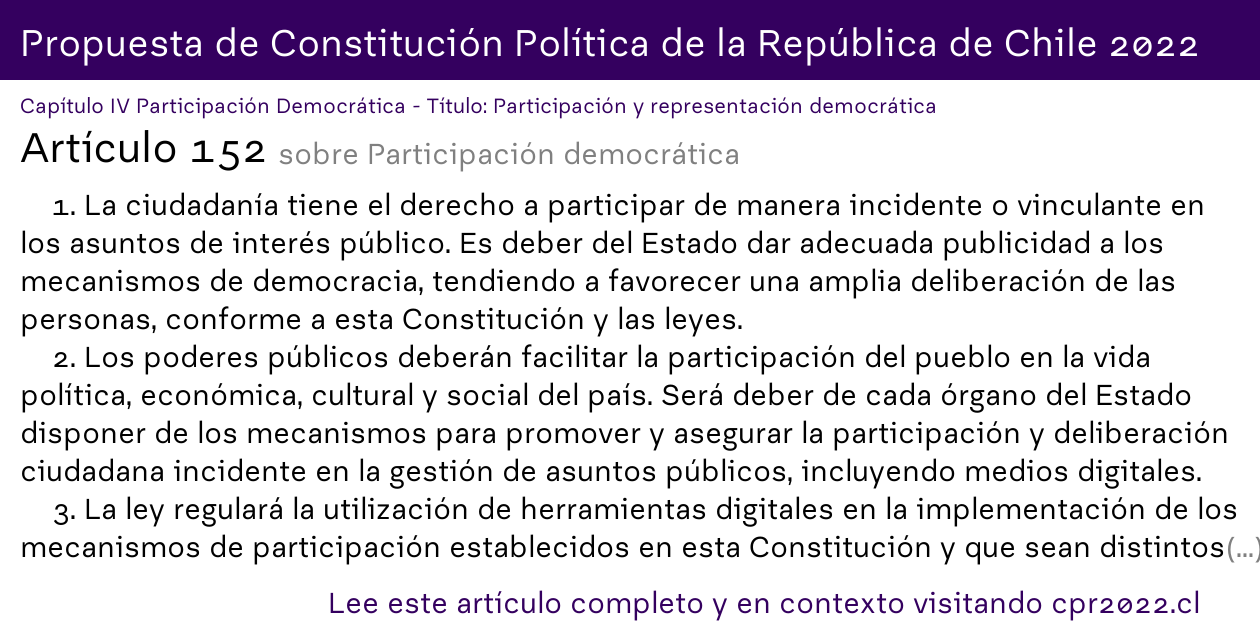 Propuesta de Constitución Política de la República de Chile 2022
Capítulo IV Participación Democrática - Título: Participación y representación democrática
Artículo 152 sobre Participación democrática
1. La ciudadanía tiene el derecho a participar de manera incidente o vinculante en
los asuntos de interés público. Es deber del Estado dar adecuada publicidad a los
mecanismos de democracia, tendiendo a favorecer una amplia deliberación de las
personas, conforme a esta Constitución y las leyes.
2. Los poderes públicos deberán facilitar la participación del pueblo en la vida
política, económica, cultural y social del país. Será deber de cada órgano del Estado
disponer de los mecanismos para promover y asegurar la participación y deliberación
ciudadana incidente en la gestión de asuntos públicos, incluyendo medios digitales.
3. La ley regulará la utilización de herramientas digitales en la implementación de los
mecanismos de participación establecidos en esta Constitución y que sean distintos(...)
Lee este artículo completo y en contexto visitando cpr2022.cl